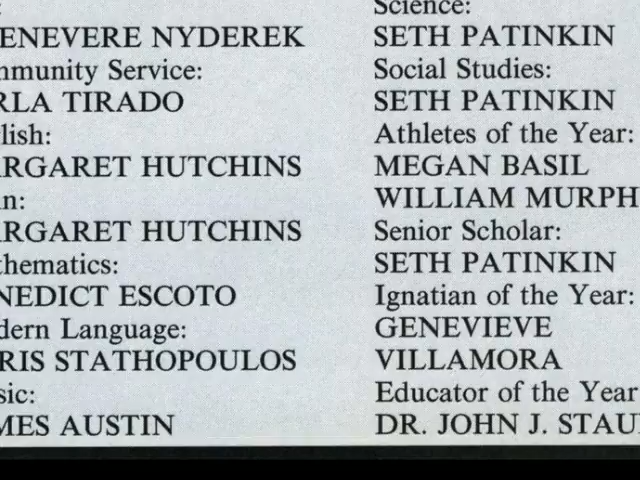 ENEVERE NYDEREK
mmunity Service:
RLA TIRADO
lish:
ARGARET HUTCHINS
n:
ARGARET HUTCHINS
thematics:
NEDICT ESCOTO
dern Language:
RIS STATHOPOULOS
sic:
MES AUSTIN
Science:
SETH PATINKIN
Social Studies:
SETH PATINKIN
Athletes of the Year:
MEGAN BASIL
WILLIAM MURPH
Senior Scholar:
SETH PATINKIN
Ignatian of the Year:
GENEVIEVE
VILLAMORA
Educator of the Year
DR. JOHN J. STAU